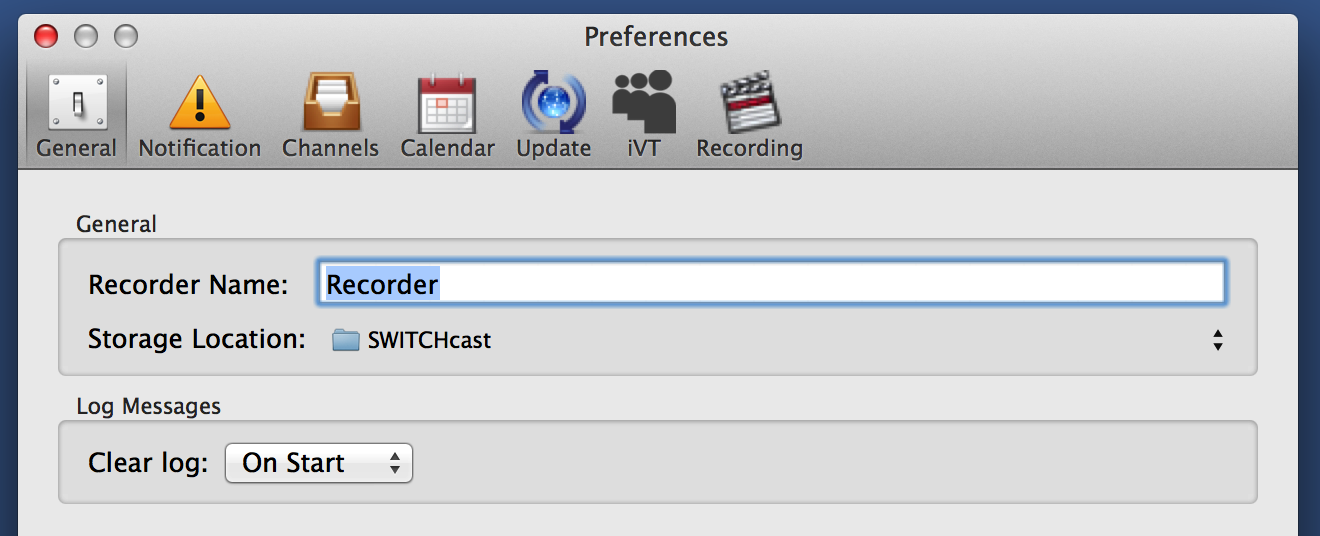 Preferences
General Notification Channels Calendar Update iVT Recording
General
Recorder Name: Recorder
Storage Location: SWITCHcast
Log Messages
Clear log: On Start